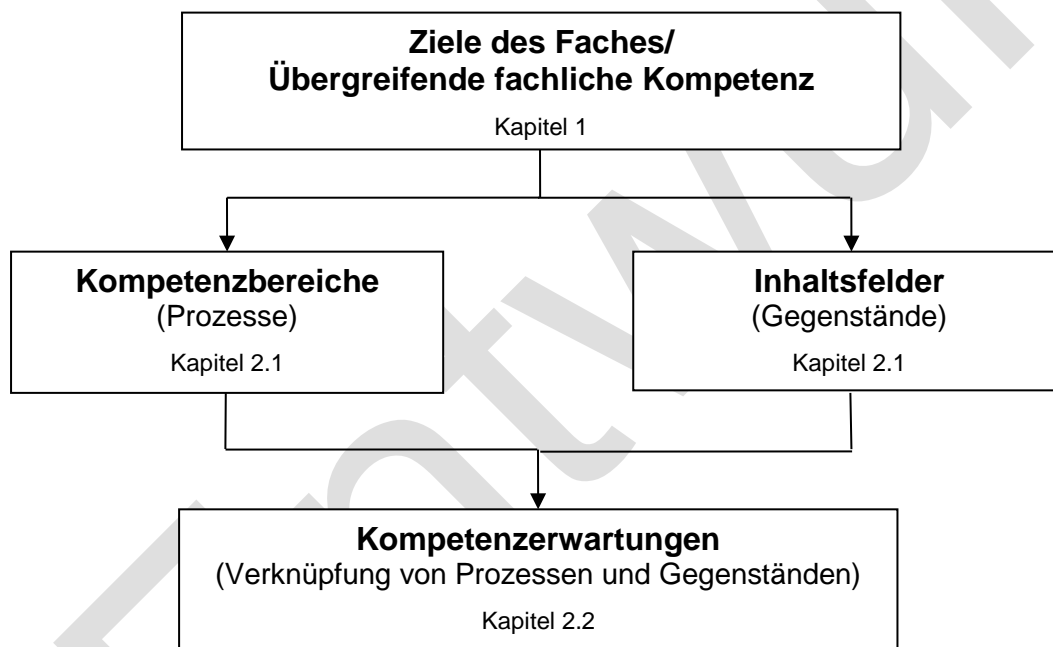 Ziele des Faches/
Übergreifende fachliche Kompetenz
Kapitel 1
Kompetenzbereiche
(Prozesse)
Kapitel 2.1
Inhaltsfelder
(Gegenstände)
Kapitel 2.1
Kompetenzerwartungen
(Verknüpfung von Prozessen und Gegenständen)
Kapitel 2.2